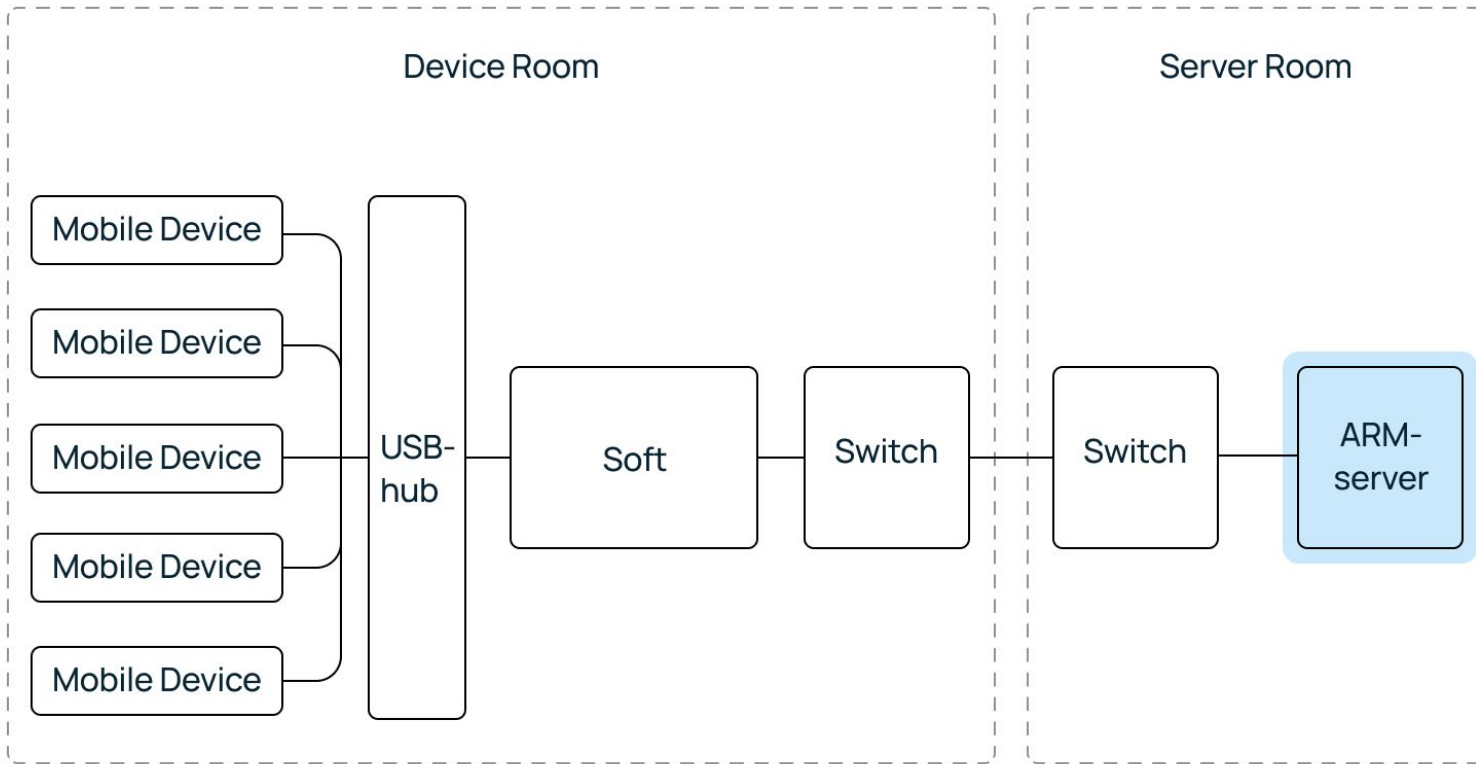 Device Room
Server Room
Mobile Device
Mobile Device
Mobile Device
Mobile Device
Mobile Device
USB-
hub
Soft
Switch
Switch
ARM-
server